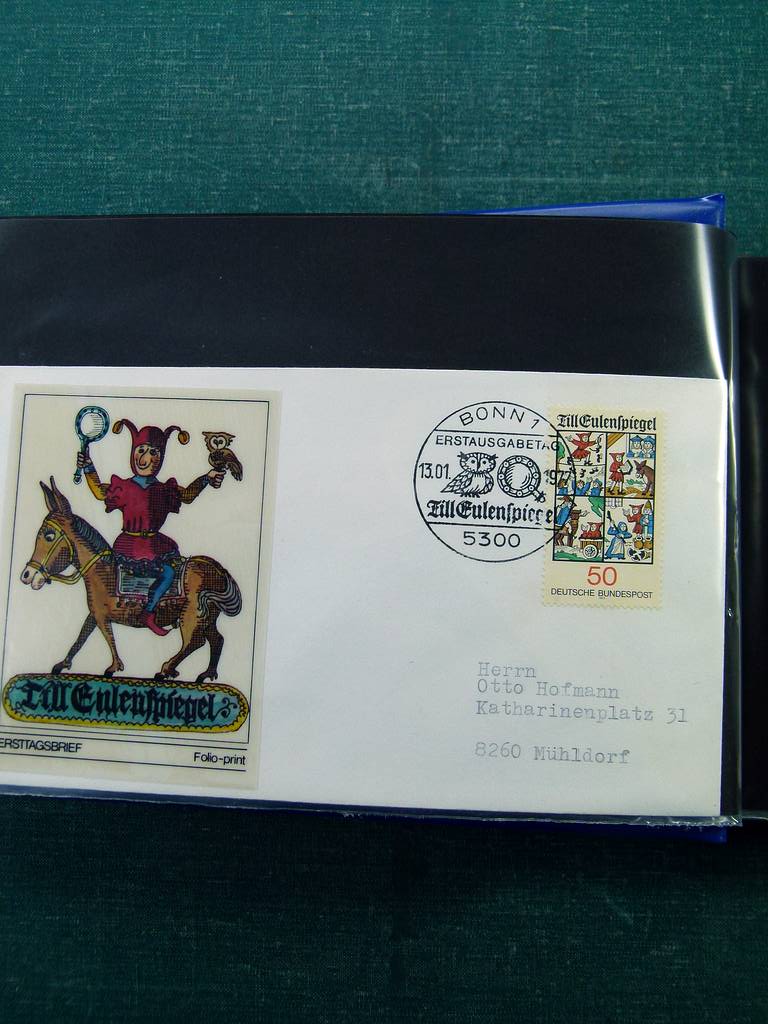 Till Eulenspiegel
ERSTTAGSBRIEF
Folio-print
BONN 1
ERSTAUSGABETAG
13.01. 1977
Till Eulenspiegel
5300
Till Eulenspiegel
50
DEUTSCHE BUNDESPOST
Herrn
Otto Hofmann
Katharinenplatz 31
8260 Mühldorf